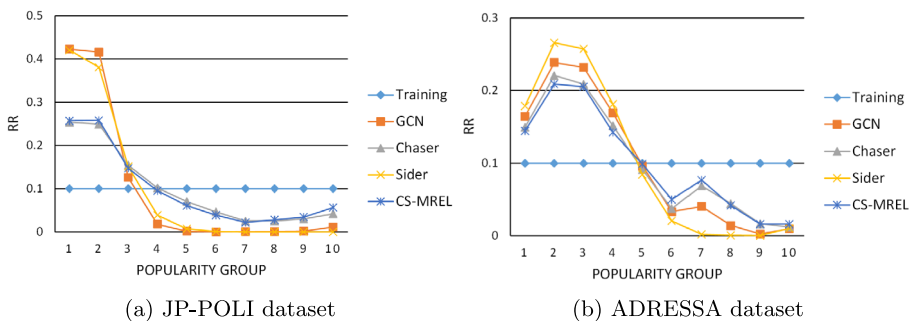 0.5
0.4
0.3
0.2
0.1
0
RR
1 2 3 4 5 6 7 8 9 10
POPULARITY GROUP
Training
GCN
Chaser
Sider
CS-MREL
(a) JP-POLI dataset
0.3
0.2
0.1
0
RR
1 2 3 4 5 6 7 8 9 10
POPULARITY GROUP
Training
GCN
Chaser
Sider
CS-MREL
(b) ADRESSA dataset